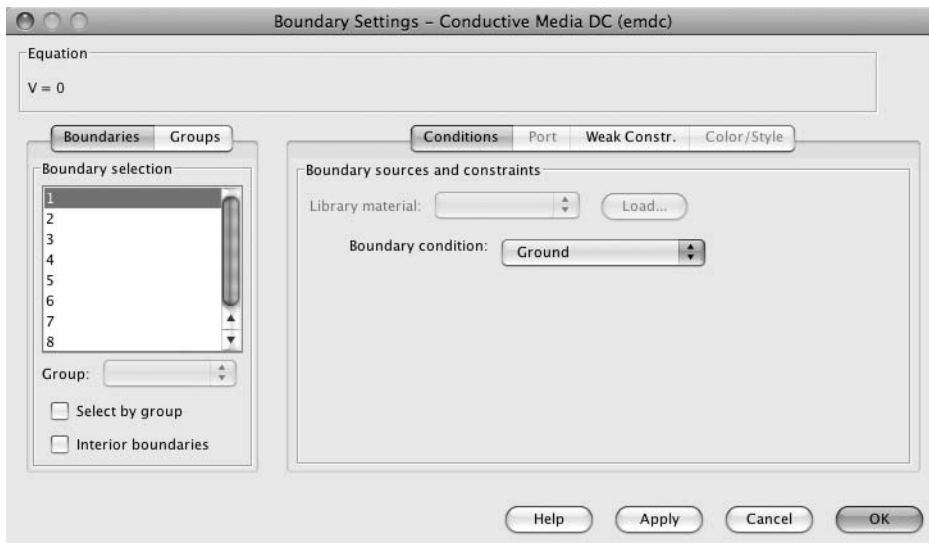 Boundary Settings – Conductive Media DC (emdc)
Equation
V = 0
Boundaries Groups
Boundary selection
1
2
3
4
5
6
7
8
Group:
Select by group
Interior boundaries
Conditions Port Weak Constr. Color/Style
Boundary sources and constraints
Library material: Load...
Boundary condition: Ground
Help Apply Cancel OK